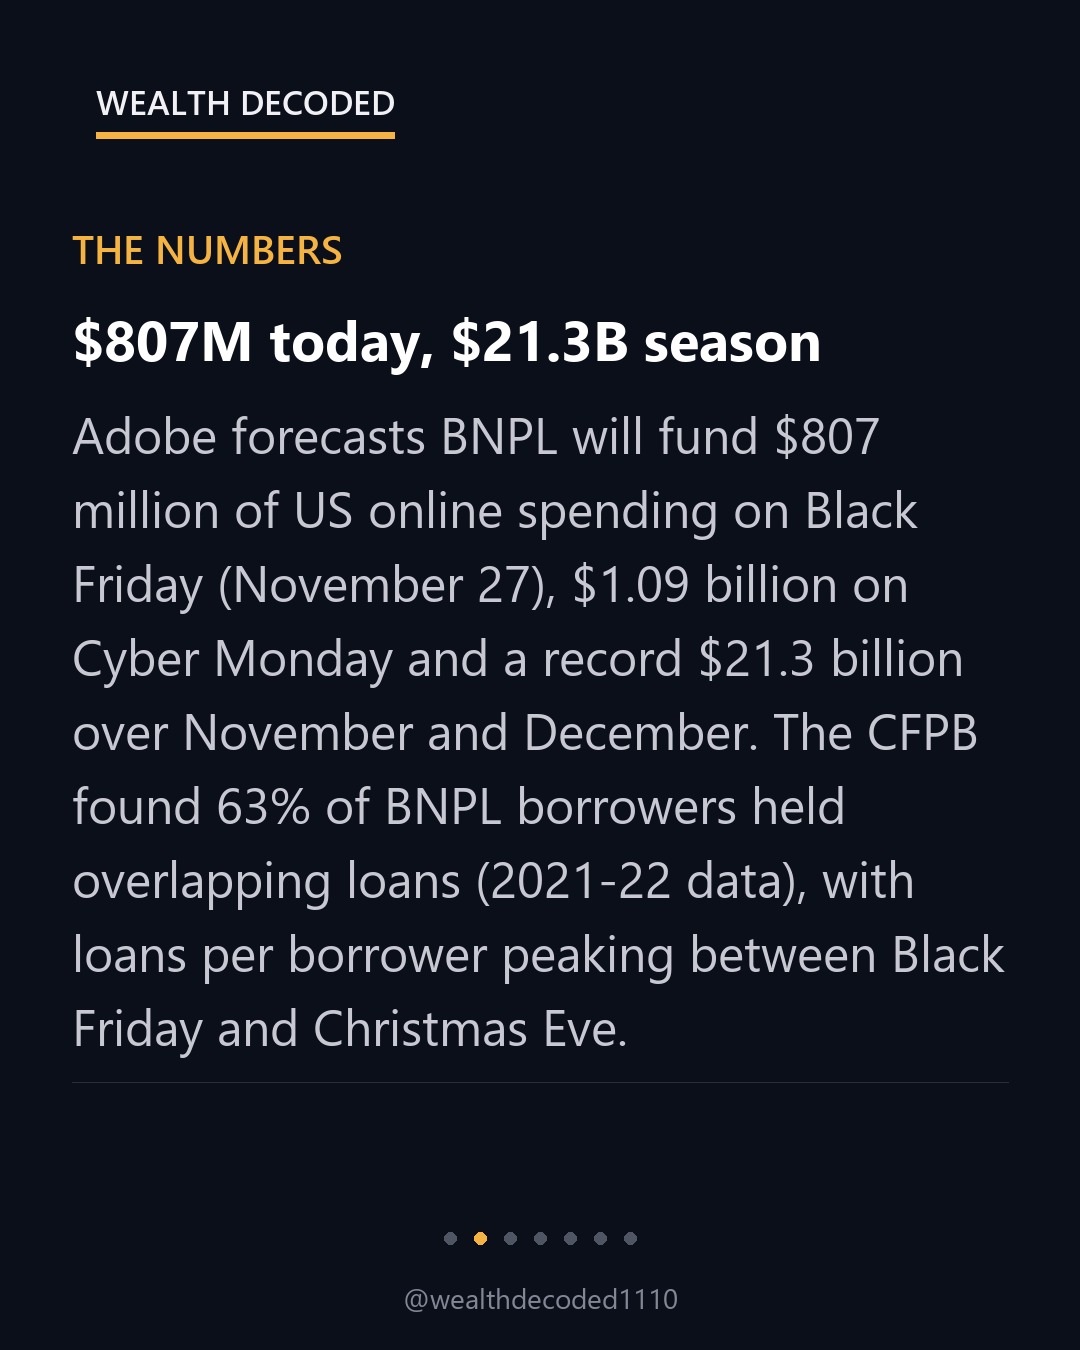 WEALTH DECODED
THE NUMBERS
$807M today, $21.3B season
Adobe forecasts BNPL will fund $807
million of US online spending on Black
Friday (November 27), $1.09 billion on
Cyber Monday and a record $21.3 billion
over November and December. The CFPB
found 63% of BNPL borrowers held
overlapping loans (2021-22 data), with
loans per borrower peaking between Black
Friday and Christmas Eve.
@wealthdecoded1110